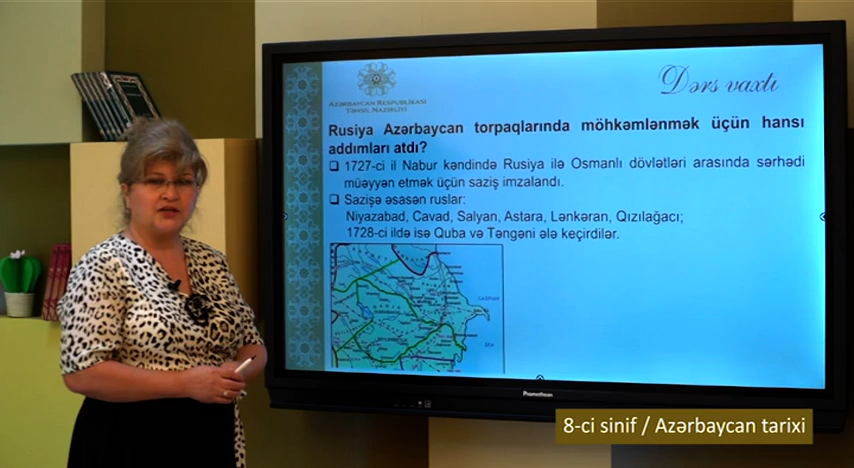 AZƏRBAYCAN RESPUBLİKASI
TƏHSİL NAZİRLİYİ
Dərs vaxtı
Rusiya Azərbaycan torpaqlarında möhkəmlənmək üçün hansı
addımları atdı?
1727-ci il Nabur kəndində Rusiya ilə Osmanlı dövlətləri arasında sərhədi
müəyyən etmək üçün saziş imzalandı.
Sazişə əsasən ruslar:
Niyazabad, Cavad, Salyan, Astara, Lənkəran, Qızılağacı;
1728-ci ildə isə Quba və Təngəni ələ keçirdilər.
Promethean
8-ci sinif / Azərbaycan tarixi